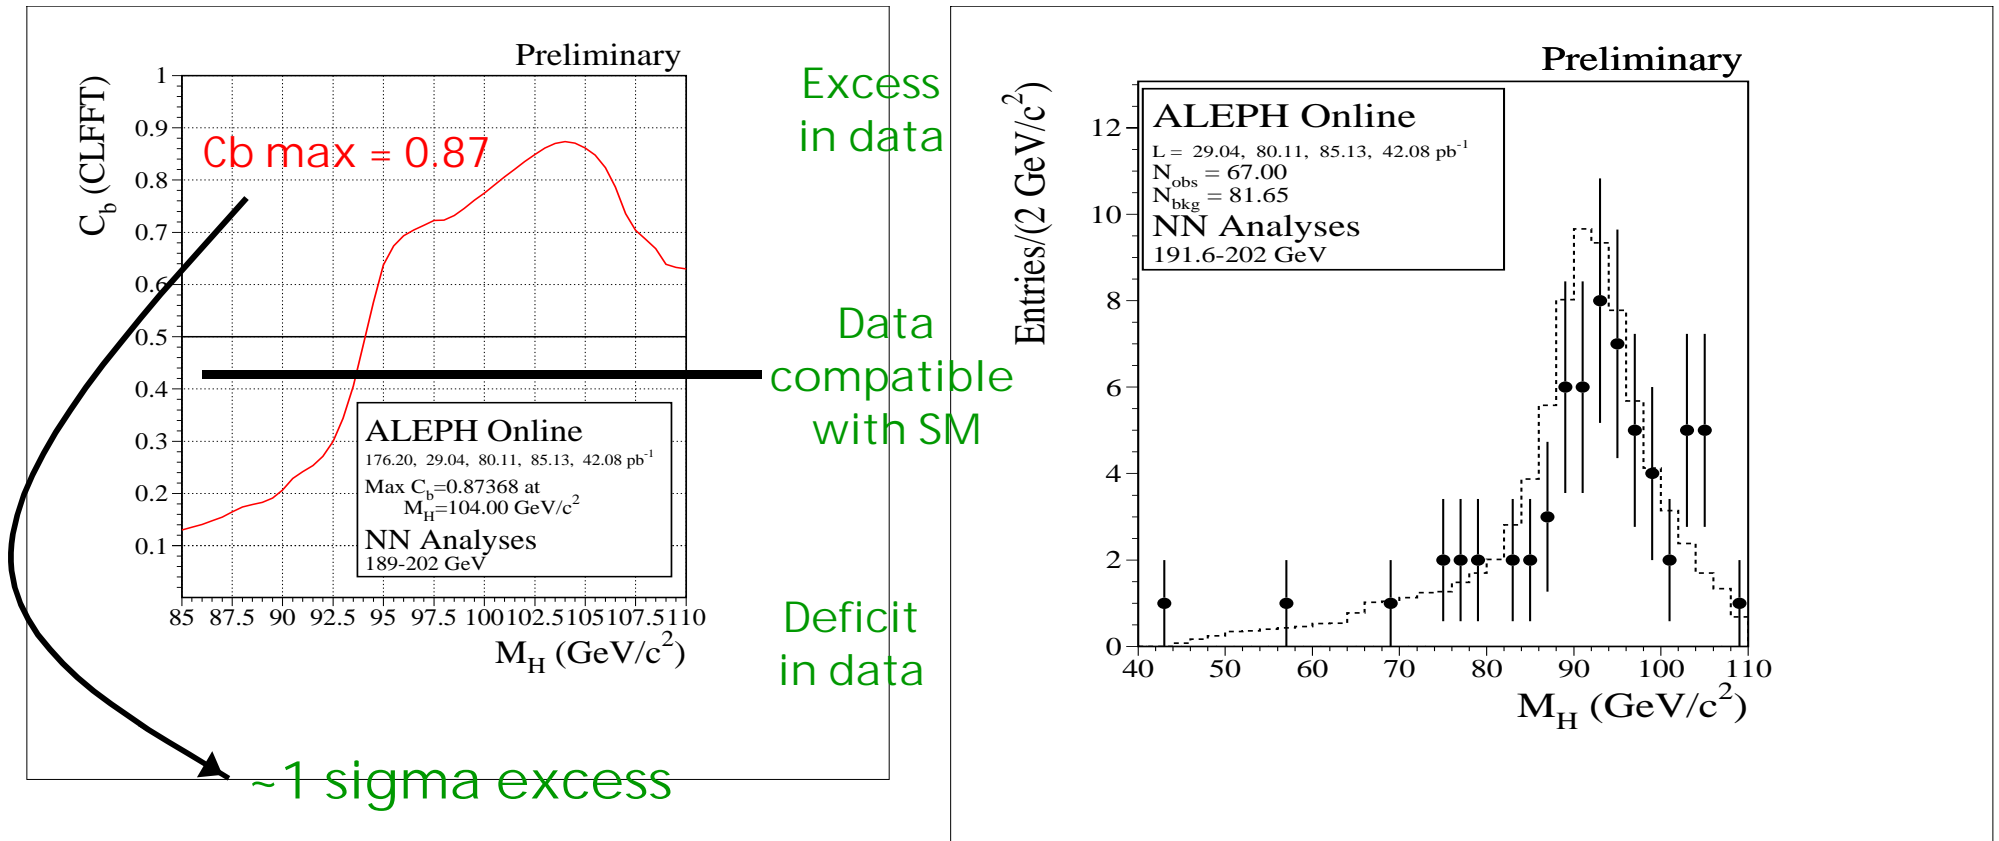 Preliminary
C_b (CLFFT)
1
0.9
0.8
0.7
0.6
0.5
0.4
0.3
0.2
0.1
Cb max = 0.87
ALEPH Online
176.20, 29.04, 80.11, 85.13, 42.08 pb⁻¹
Max C_b=0.87368 at
M_H=104.00 GeV/c²
NN Analyses
189-202 GeV
85 87.5 90 92.5 95 97.5 100 102.5 105 107.5 110
M_H (GeV/c²)
~1 sigma excess
Excess
in data
Data
compatible
with SM
Deficit
in data
Preliminary
Entries/(2 GeV/c²)
12
10
8
6
4
2
0
ALEPH Online
L = 29.04, 80.11, 85.13, 42.08 pb⁻¹
N_obs = 67.00
N_bkg = 81.65
NN Analyses
191.6-202 GeV
40 50 60 70 80 90 100 110
M_H (GeV/c²)